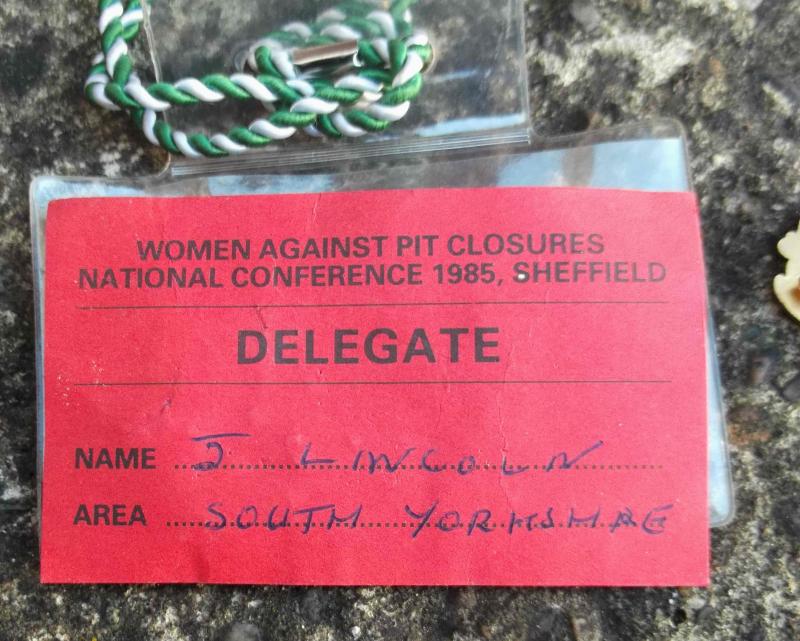 WOMEN AGAINST PIT CLOSURES
NATIONAL CONFERENCE 1985, SHEFFIELD
DELEGATE
NAME J LINCOLN
AREA SOUTH YORKSHIRE